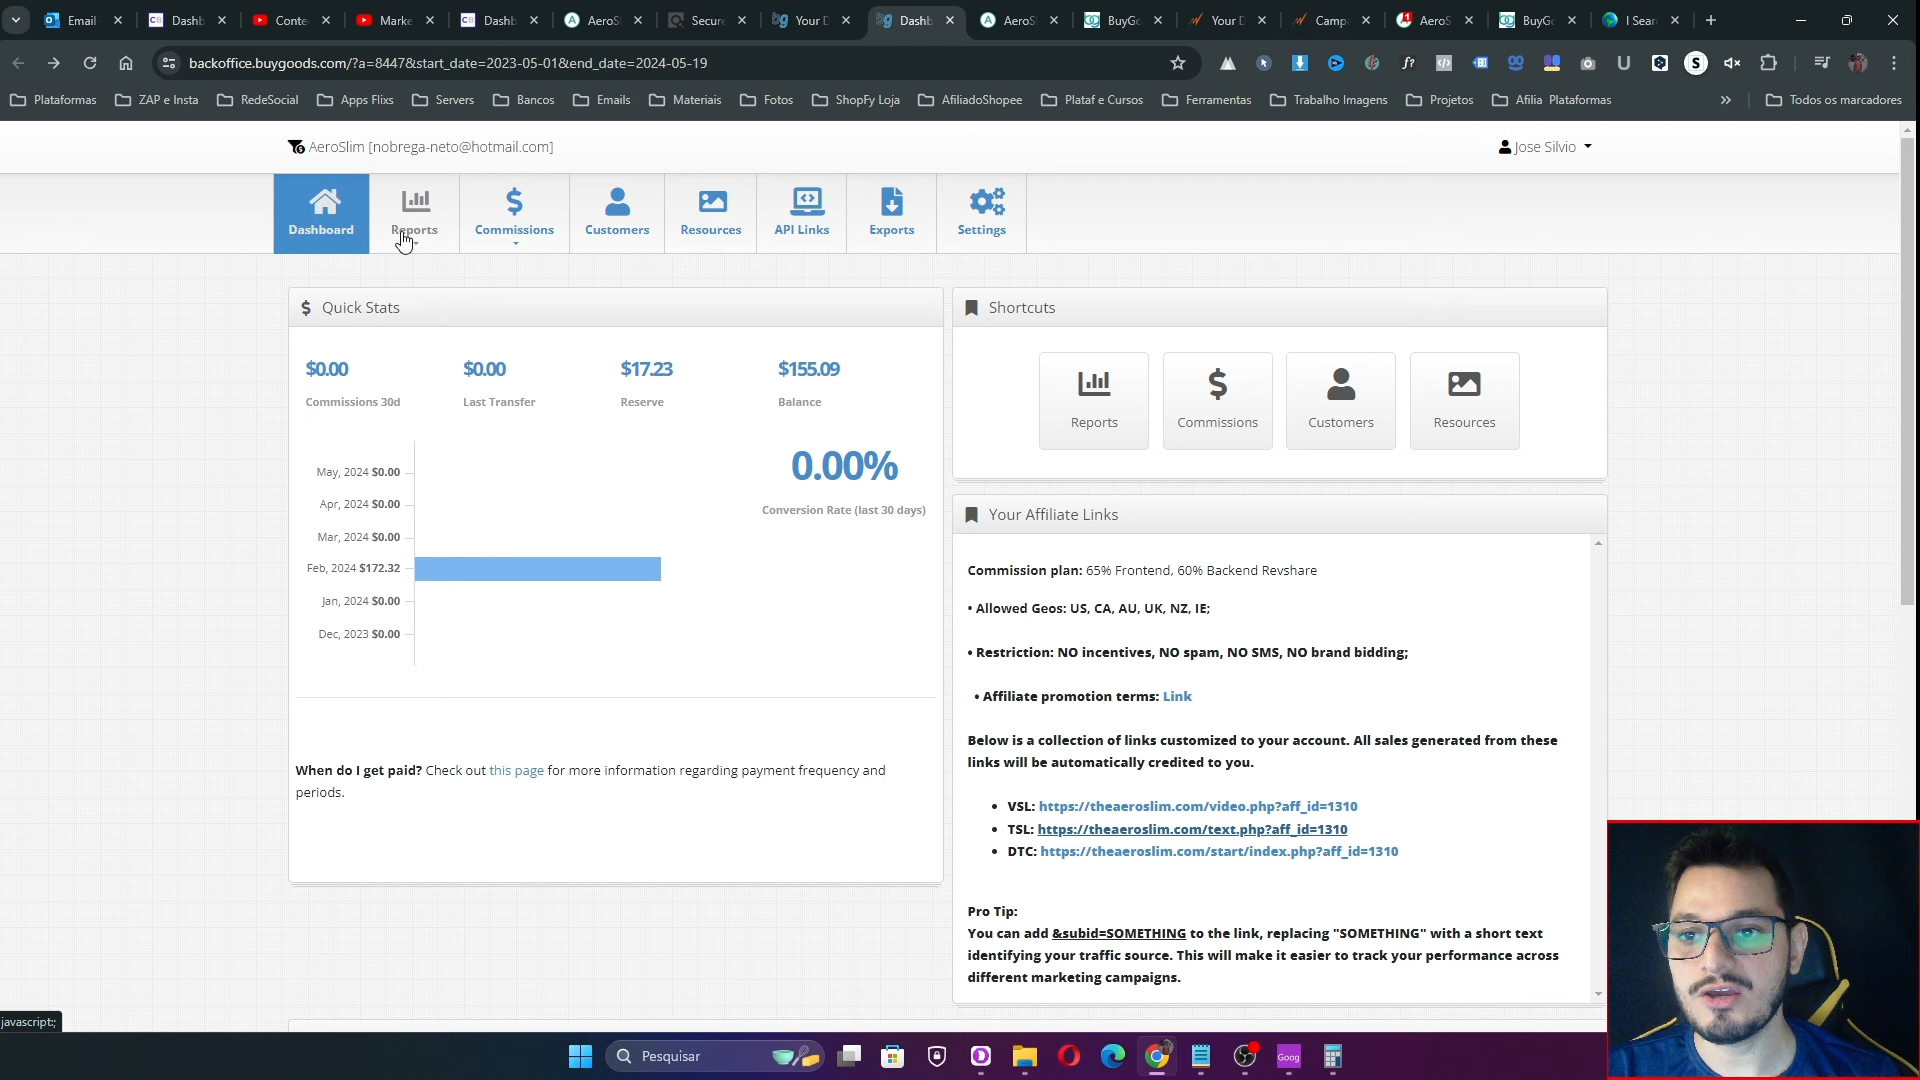 Email
Dashb
Conte
Marke
Dashb
AeroS
Secure
Your D
Dashb
AeroS
BuyGo
Your D
Camp
AeroS
BuyGo
I Sear
backoffice.buygoods.com/?a=8447&start_date=2023-05-01&end_date=2024-05-19
Plataformas
ZAP e Insta
RedeSocial
Apps Flixs
Servers
Bancos
Emails
Materiais
Fotos
ShopFy Loja
AfiliadoShopee
Plataf e Cursos
Ferramentas
Trabalho Imagens
Projetos
Afilia Plataformas
»
Todos os marcadores
AeroSlim [nobrega-neto@hotmail.com]
Jose Silvio
Dashboard
Reports
Commissions
Customers
Resources
API Links
Exports
Settings
$ Quick Stats
$0.00
$0.00
$17.23
$155.09
Commissions 30d
Last Transfer
Reserve
Balance
May, 2024 $0.00
Apr, 2024 $0.00
Mar, 2024 $0.00
Feb, 2024 $172.32
Jan, 2024 $0.00
Dec, 2023 $0.00
0.00%
Conversion Rate (last 30 days)
When do I get paid? Check out this page for more information regarding payment frequency and
periods.
Shortcuts
Reports
Commissions
Customers
Resources
Your Affiliate Links
Commission plan: 65% Frontend, 60% Backend Revshare
• Allowed Geos: US, CA, AU, UK, NZ, IE;
• Restriction: NO incentives, NO spam, NO SMS, NO brand bidding;
• Affiliate promotion terms: Link
Below is a collection of links customized to your account. All sales generated from these
links will be automatically credited to you.
• VSL: https://theaeroslim.com/video.php?aff_id=1310
• TSL: https://theaeroslim.com/text.php?aff_id=1310
• DTC: https://theaeroslim.com/start/index.php?aff_id=1310
Pro Tip:
You can add &subid=SOMETHING to the link, replacing "SOMETHING" with a short text
identifying your traffic source. This will make it easier to track your performance across
different marketing campaigns.
javascript:;
Pesquisar
Goog